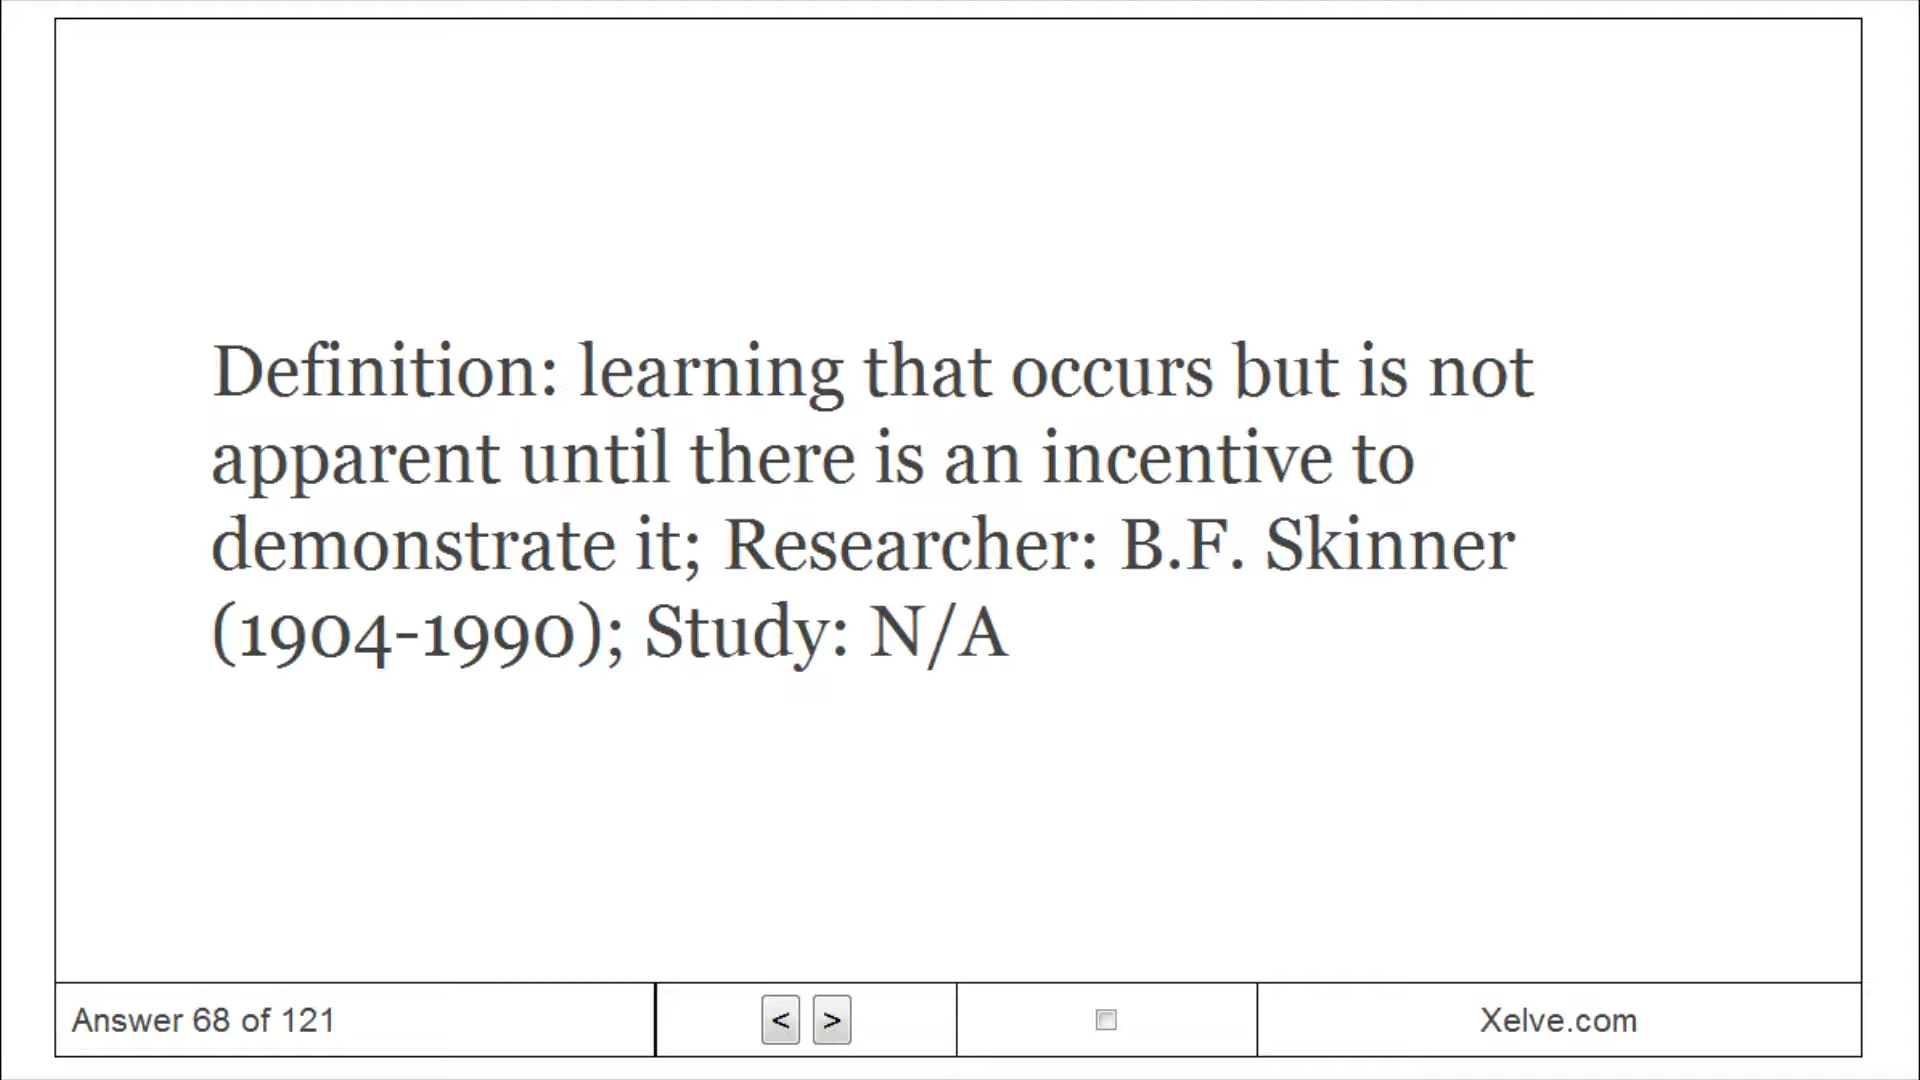 Definition: learning that occurs but is not
apparent until there is an incentive to
demonstrate it; Researcher: B.F. Skinner
(1904-1990); Study: N/A
Answer 68 of 121
< >
Xelve.com